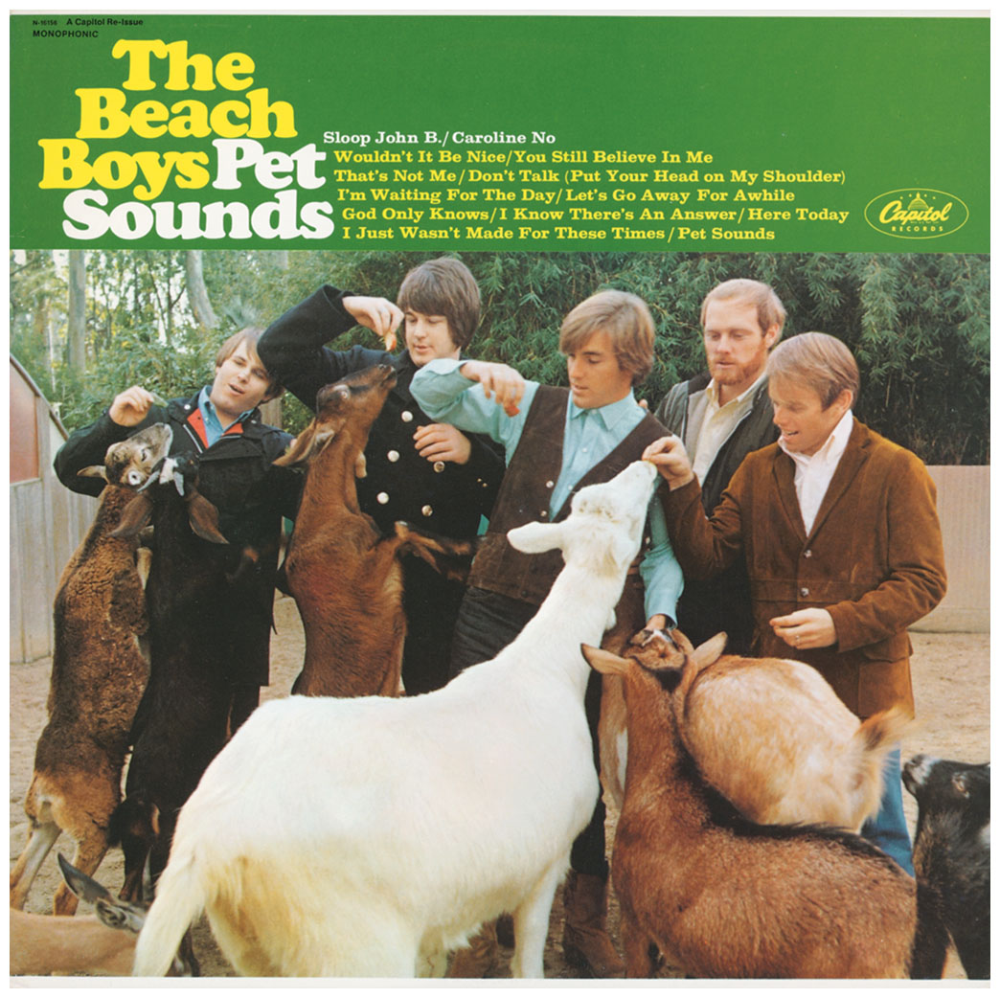 N-16156 A Capitol Re-Issue
MONOPHONIC
The
Beach
Boys Pet
Sounds
Sloop John B./Caroline No
Wouldn't It Be Nice/You Still Believe In Me
That's Not Me/Don't Talk (Put Your Head on My Shoulder)
I'm Waiting For The Day/Let's Go Away For Awhile
God Only Knows/I Know There's An Answer/Here Today
I Just Wasn't Made For These Times/Pet Sounds
Capitol
RECORDS